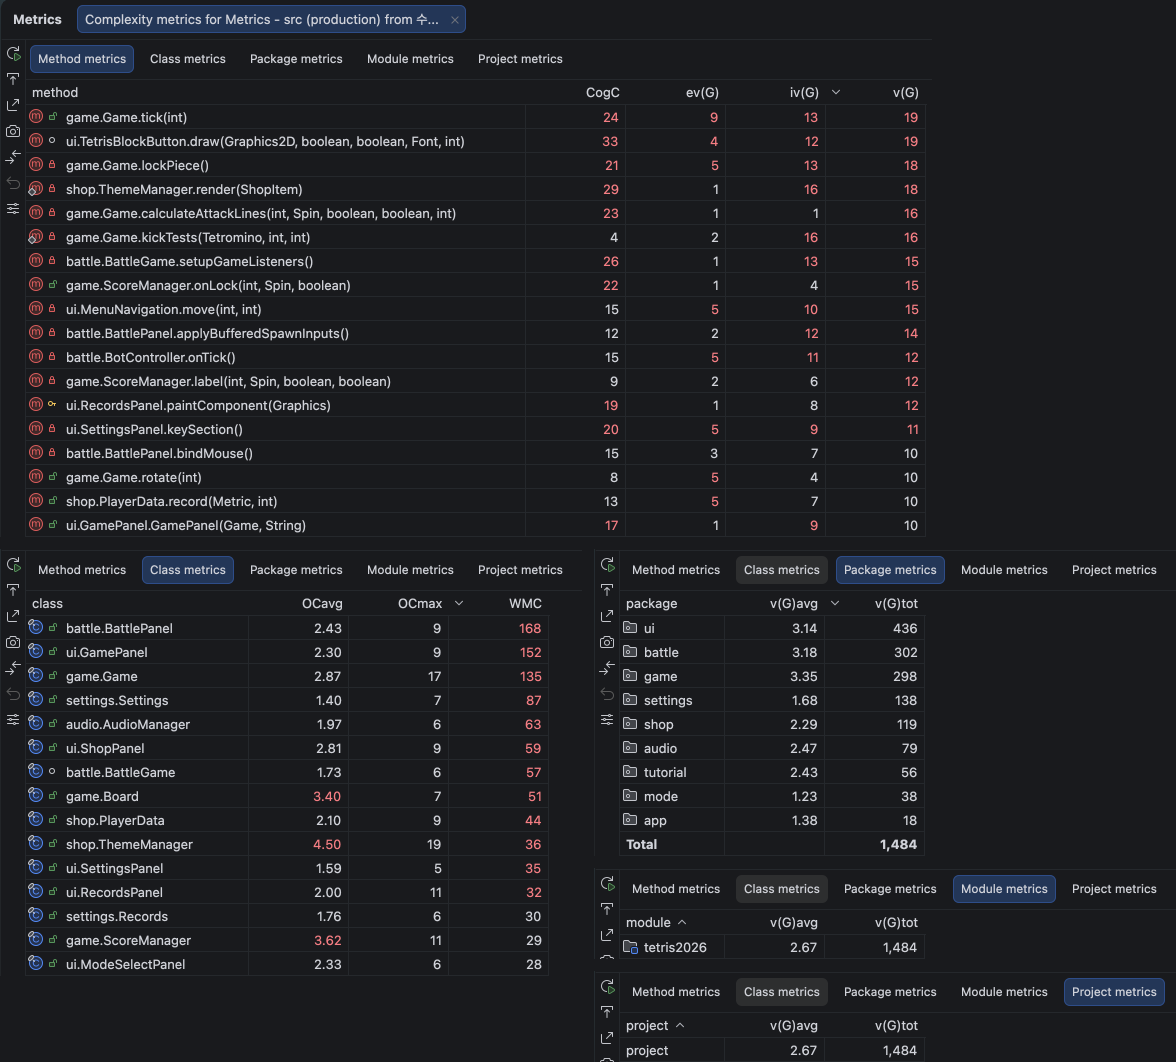 Metrics Complexity metrics for Metrics - src (production) from 수...
Method metrics Class metrics Package metrics Module metrics Project metrics
method CogC ev(G) iv(G) v(G)
game.Game.tick(int) 24 9 13 19
ui.TetrisBlockButton.draw(Graphics2D, boolean, boolean, Font, int) 33 4 12 19
game.Game.lockPiece() 21 5 13 18
shop.ThemeManager.render(ShopItem) 29 1 16 18
game.Game.calculateAttackLines(int, Spin, boolean, boolean, int) 23 1 1 16
game.Game.kickTests(Tetromino, int, int) 4 2 16 16
battle.BattleGame.setupGameListeners() 26 1 13 15
game.ScoreManager.onLock(int, Spin, boolean) 22 1 4 15
ui.MenuNavigation.move(int, int) 15 5 10 15
battle.BattlePanel.applyBufferedSpawnInputs() 12 2 12 14
battle.BotController.onTick() 15 5 11 12
game.ScoreManager.label(int, Spin, boolean, boolean) 9 2 6 12
ui.RecordsPanel.paintComponent(Graphics) 19 1 8 12
ui.SettingsPanel.keySection() 20 5 9 11
battle.BattlePanel.bindMouse() 15 3 7 10
game.Game.rotate(int) 8 5 4 10
shop.PlayerData.record(Metric, int) 13 5 7 10
ui.GamePanel.GamePanel(Game, String) 17 1 9 10
Method metrics Class metrics Package metrics Module metrics Project metrics
class OCavg OCmax WMC
battle.BattlePanel 2.43 9 168
ui.GamePanel 2.30 9 152
game.Game 2.87 17 135
settings.Settings 1.40 7 87
audio.AudioManager 1.97 6 63
ui.ShopPanel 2.81 9 59
battle.BattleGame 1.73 6 57
game.Board 3.40 7 51
shop.PlayerData 2.10 9 44
shop.ThemeManager 4.50 19 36
ui.SettingsPanel 1.59 5 35
ui.RecordsPanel 2.00 11 32
settings.Records 1.76 6 30
game.ScoreManager 3.62 11 29
ui.ModeSelectPanel 2.33 6 28
Method metrics Class metrics Package metrics Module metrics Project metrics
package v(G)avg v(G)tot
ui 3.14 436
battle 3.18 302
game 3.35 298
settings 1.68 138
shop 2.29 119
audio 2.47 79
tutorial 2.43 56
mode 1.23 38
app 1.38 18
Total 1,484
Method metrics Class metrics Package metrics Module metrics Project metrics
module v(G)avg v(G)tot
tetris2026 2.67 1,484
Method metrics Class metrics Package metrics Module metrics Project metrics
project v(G)avg v(G)tot
project 2.67 1,484